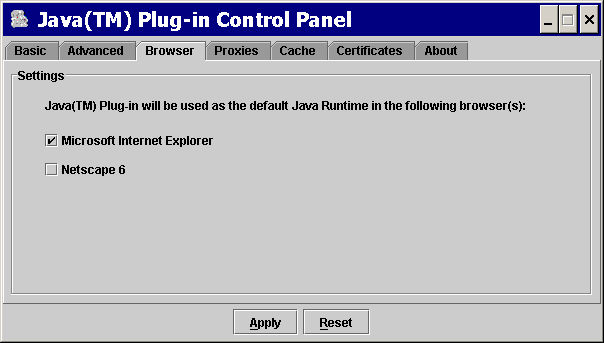 Java(TM) Plug-in Control Panel
Basic Advanced Browser Proxies Cache Certificates About
Settings
Java(TM) Plug-in will be used as the default Java Runtime in the following browser(s):
Microsoft Internet Explorer
Netscape 6
Apply Reset